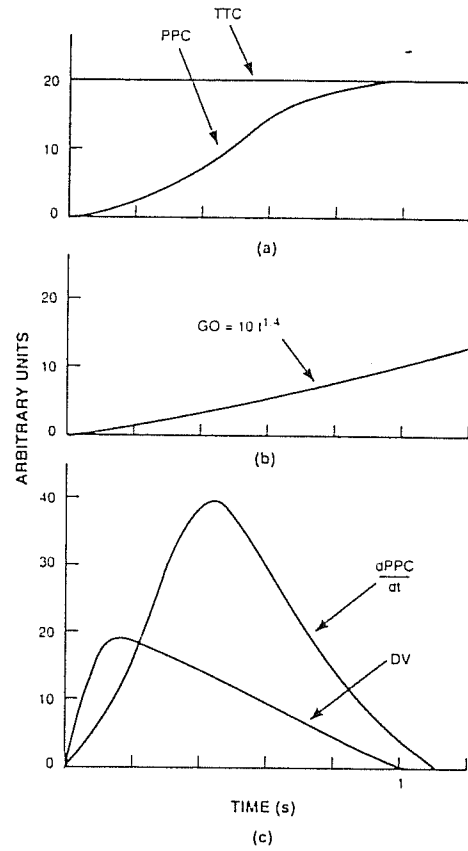 TTC
PPC
20
10
0
(a)
20
10
0
GO = 10 t1.4
(b)
ARBITRARY UNITS
40
30
20
10
0
dPPC
dt
DV
1
TIME (s)
(c)